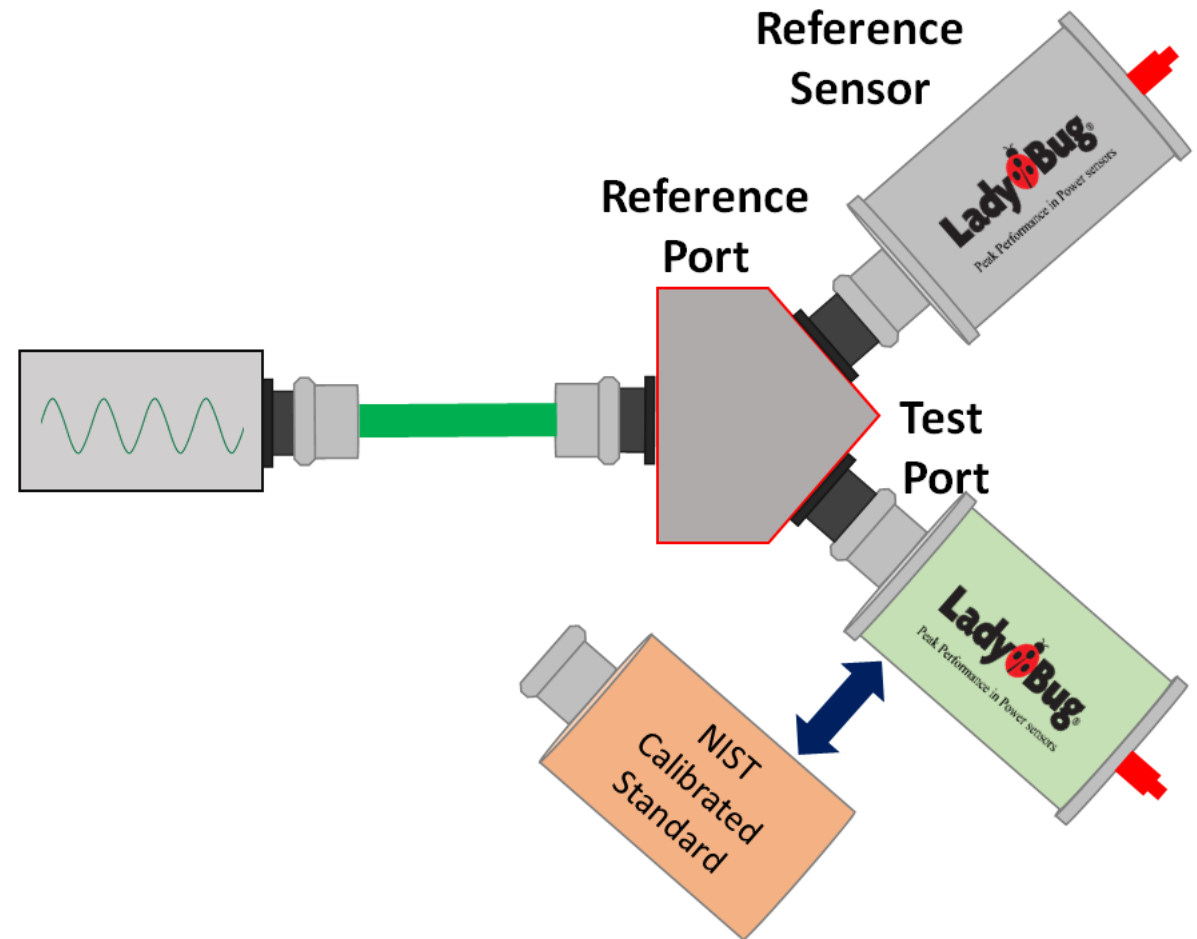 Reference
Sensor
LadyBug®
Peak Performance in Power sensors
Reference
Port
Test
Port
LadyBug®
Peak Performance in Power sensors
NIST
Calibrated
Standard